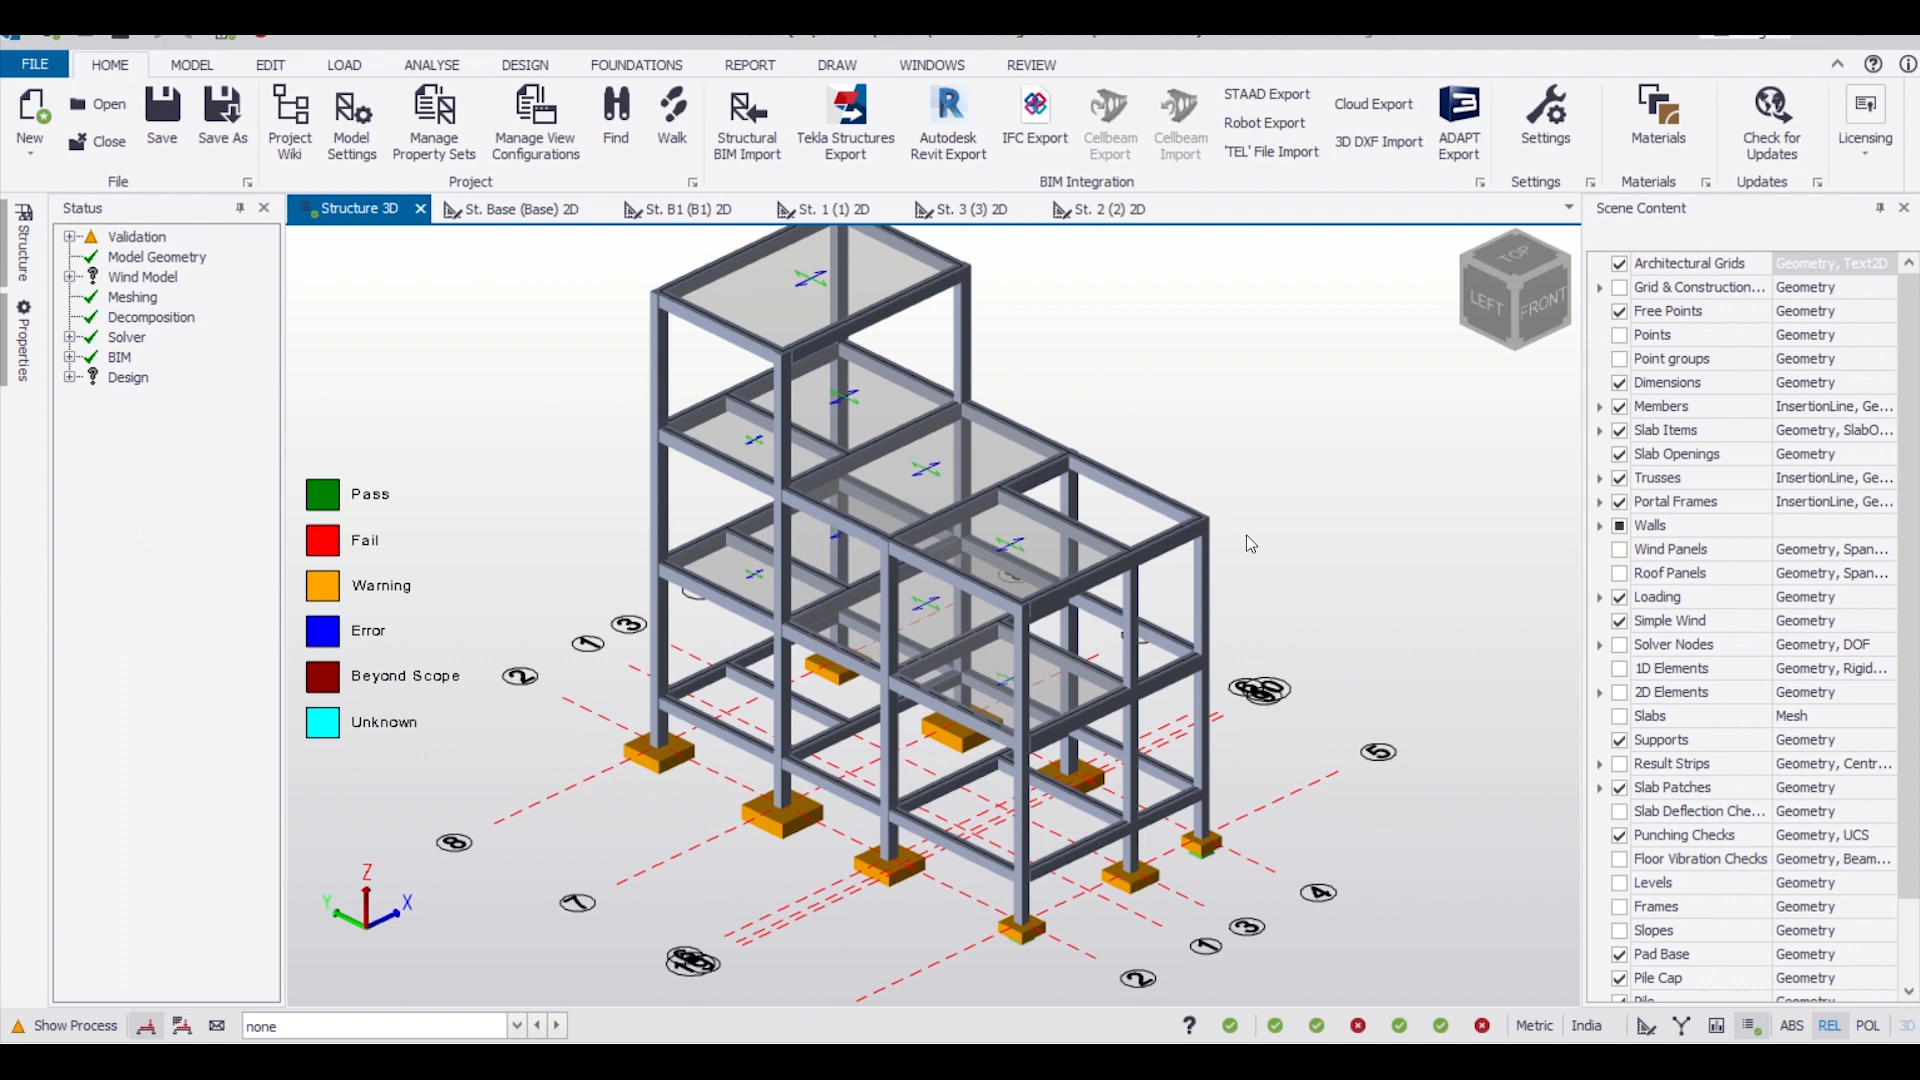 FILE HOME MODEL EDIT LOAD ANALYSE DESIGN FOUNDATIONS REPORT DRAW WINDOWS REVIEW
New
Open
Close
Save
Save As
File
Project Wiki
Model Settings
Manage Property Sets
Manage View Configurations
Find
Walk
Project
Structural BIM Import
Tekla Structures Export
Autodesk Revit Export
IFC Export
Cellbeam Export
Cellbeam Import
STAAD Export
Robot Export
'TEL' File Import
Cloud Export
3D DXF Import
ADAPT Export
BIM Integration
Settings
Settings
Materials
Materials
Check for Updates
Updates
Licensing
Structure
Properties
Status
Validation
Model Geometry
Wind Model
Meshing
Decomposition
Solver
BIM
Design
Structure 3D
St. Base (Base) 2D
St. B1 (B1) 2D
St. 1 (1) 2D
St. 3 (3) 2D
St. 2 (2) 2D
TOP
LEFT
FRONT
Pass
Fail
Warning
Error
Beyond Scope
Unknown
Z
Y
X
1
3
2
8
7
5
4
3
1
2
Scene Content
Architectural Grids Geometry, Text2D
Grid & Construction... Geometry
Free Points Geometry
Points Geometry
Point groups Geometry
Dimensions Geometry
Members InsertionLine, Ge...
Slab Items Geometry, SlabO...
Slab Openings Geometry
Trusses InsertionLine, Ge...
Portal Frames InsertionLine, Ge...
Walls
Wind Panels Geometry, Span...
Roof Panels Geometry, Span...
Loading Geometry
Simple Wind Geometry
Solver Nodes Geometry, DOF
1D Elements Geometry, Rigid...
2D Elements Geometry
Slabs Mesh
Supports Geometry
Result Strips Geometry, Centr...
Slab Patches Geometry
Slab Deflection Che... Geometry
Punching Checks Geometry, UCS
Floor Vibration Checks Geometry, Beam...
Levels Geometry
Frames Geometry
Slopes Geometry
Pad Base Geometry
Pile Cap Geometry
Show Process
none
Metric
India
ABS
REL
POL
3D